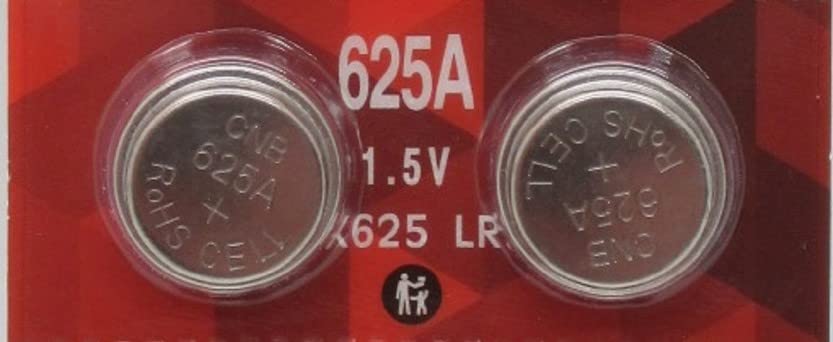 625A
1.5V
X625 LR
CNB
625A
+
RoHS CELL
CNB
625A
+
RoHS CELL